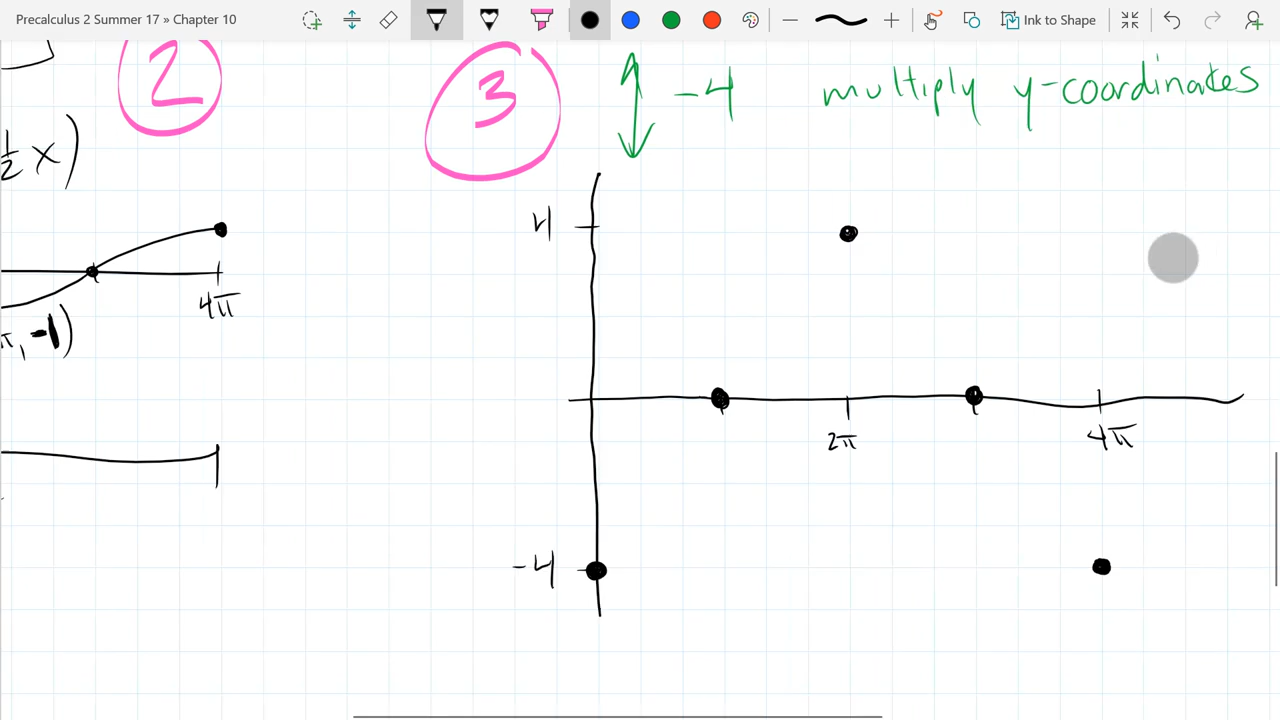 Precalculus 2 Summer 17 » Chapter 10
Ink to Shape
2
3
-4 multiply y-coordinates
1/2 x)
4
4π
π, -1)
2π
4π
-4